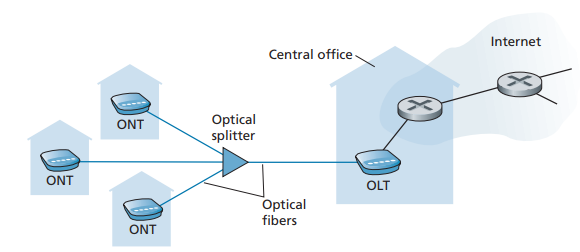 Internet
Central office
ONT
Optical
splitter
ONT
OLT
Optical
fibers
ONT